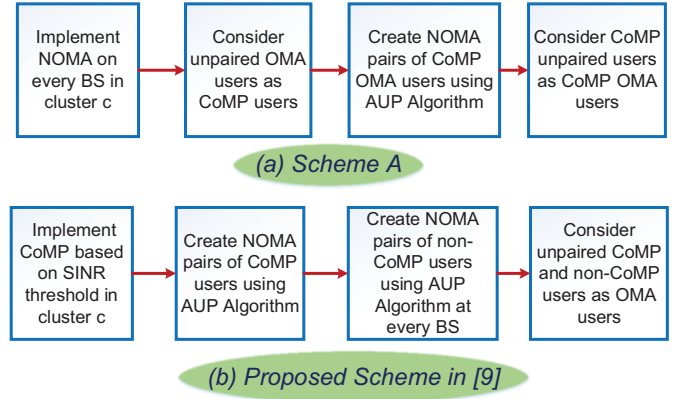 Implement
NOMA on
every BS in
cluster c
Consider
unpaired OMA
users as
CoMP users
Create NOMA
pairs of CoMP
OMA users using
AUP Algorithm
Consider CoMP
unpaired users
as CoMP OMA
users
(a) Scheme A
Implement
CoMP based
on SINR
threshold in
cluster c
Create NOMA
pairs of CoMP
users using
AUP Algorithm
Create NOMA
pairs of non-
CoMP users
using AUP
Algorithm at
every BS
Consider
unpaired CoMP
and non-CoMP
users as OMA
users
(b) Proposed Scheme in [9]